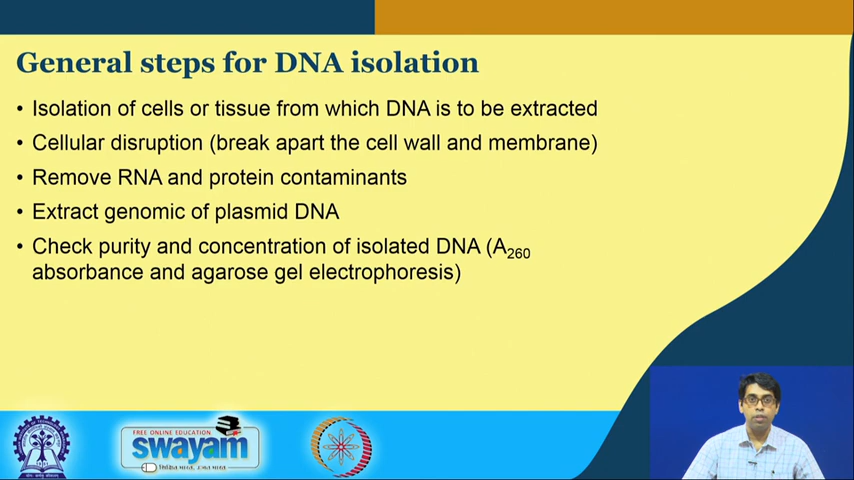 General steps for DNA isolation
• Isolation of cells or tissue from which DNA is to be extracted
• Cellular disruption (break apart the cell wall and membrane)
• Remove RNA and protein contaminants
• Extract genomic of plasmid DNA
• Check purity and concentration of isolated DNA (A260
absorbance and agarose gel electrophoresis)
FREE ONLINE EDUCATION
swayam